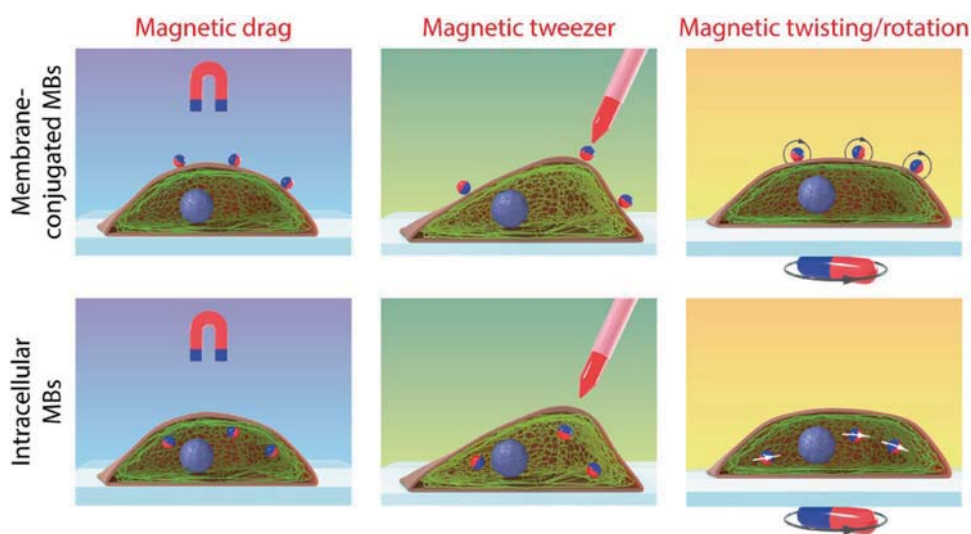 Magnetic drag
Magnetic tweezer
Magnetic twisting/rotation
Membrane-
conjugated MBs
Intracellular
MBs